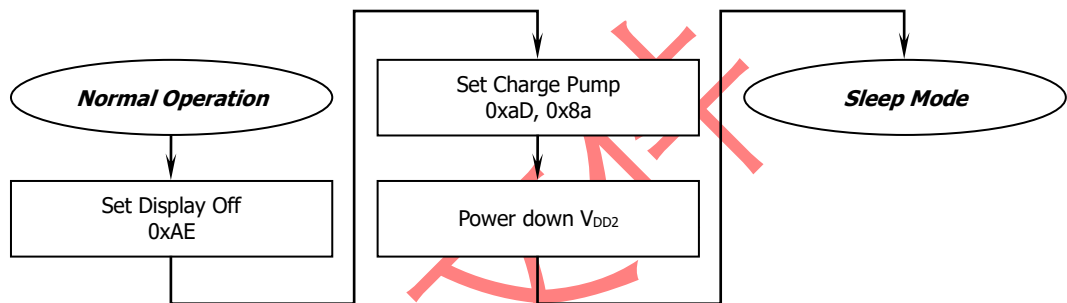 Normal Operation
Set Display Off
0xAE
Set Charge Pump
0xaD, 0x8a
Power down VDD2
Sleep Mode